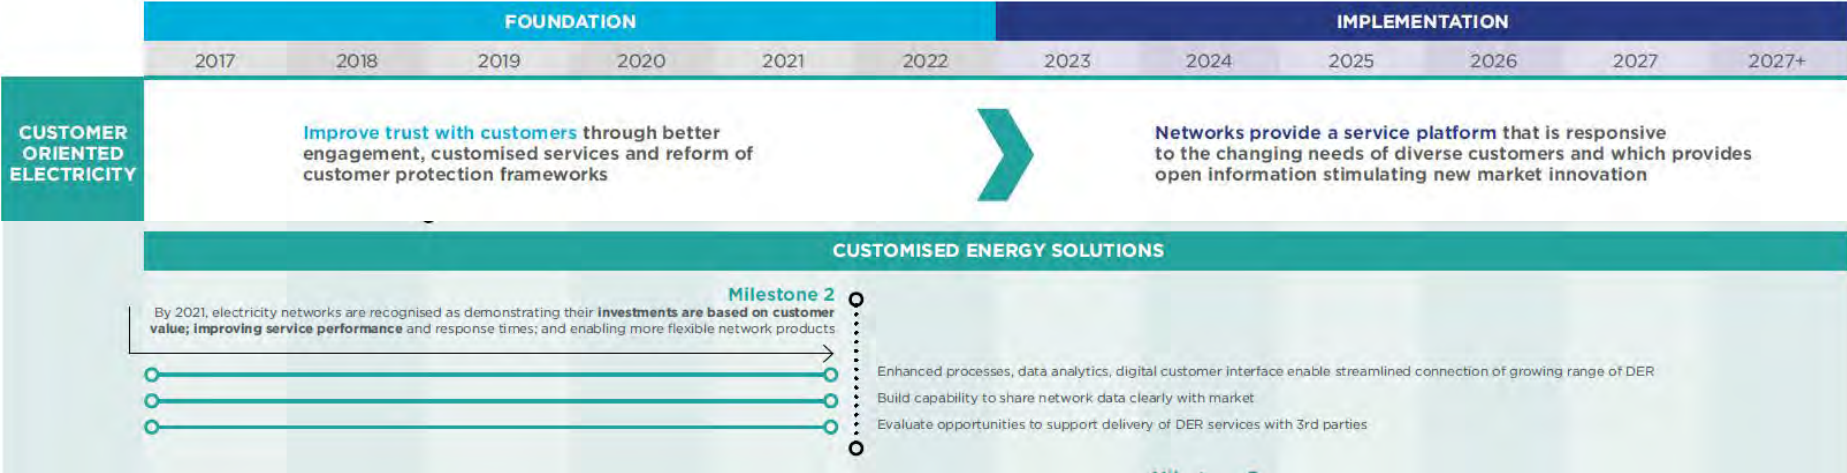 FOUNDATION
IMPLEMENTATION
2017 2018 2019 2020 2021 2022 2023 2024 2025 2026 2027 2027+
CUSTOMER
ORIENTED
ELECTRICITY
Improve trust with customers through better
engagement, customised services and reform of
customer protection frameworks
Networks provide a service platform that is responsive
to the changing needs of diverse customers and which provides
open information stimulating new market innovation
CUSTOMISED ENERGY SOLUTIONS
Milestone 2
By 2021, electricity networks are recognised as demonstrating their investments are based on customer
value; improving service performance and response times; and enabling more flexible network products
Enhanced processes, data analytics, digital customer interface enable streamlined connection of growing range of DER
Build capability to share network data clearly with market
Evaluate opportunities to support delivery of DER services with 3rd parties